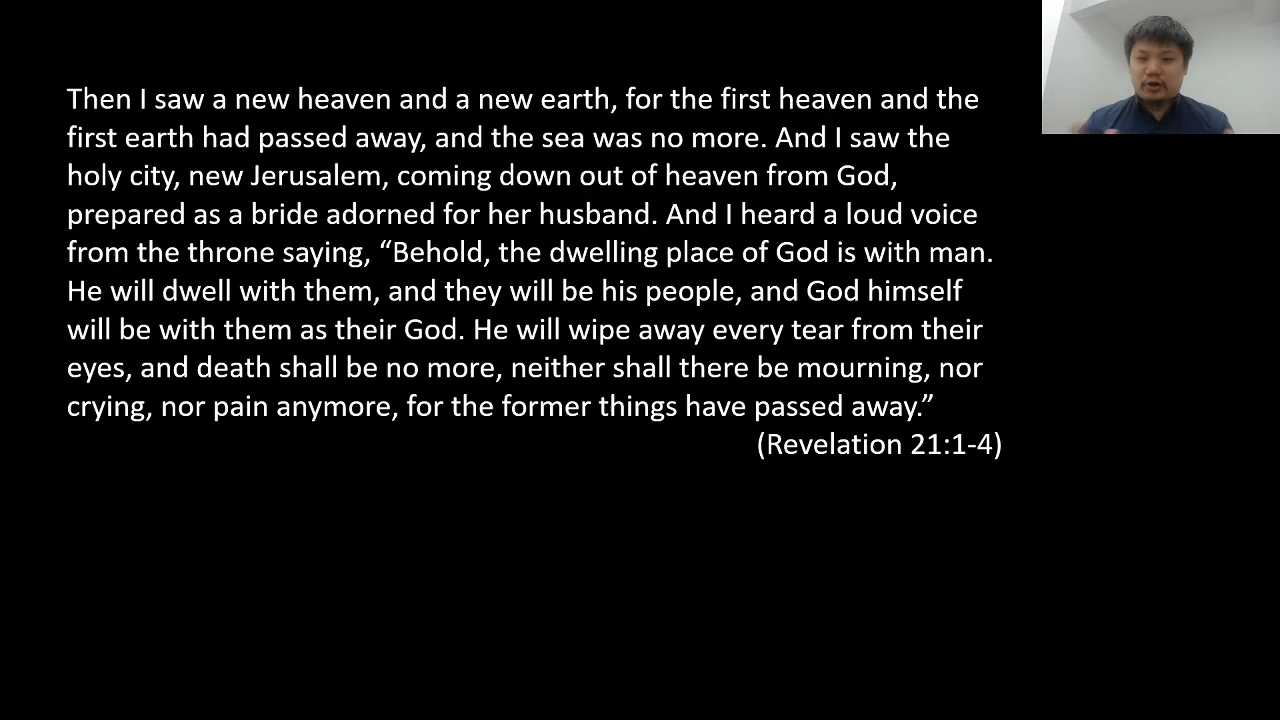 Then I saw a new heaven and a new earth, for the first heaven and the
first earth had passed away, and the sea was no more. And I saw the
holy city, new Jerusalem, coming down out of heaven from God,
prepared as a bride adorned for her husband. And I heard a loud voice
from the throne saying, “Behold, the dwelling place of God is with man.
He will dwell with them, and they will be his people, and God himself
will be with them as their God. He will wipe away every tear from their
eyes, and death shall be no more, neither shall there be mourning, nor
crying, nor pain anymore, for the former things have passed away.”
(Revelation 21:1-4)